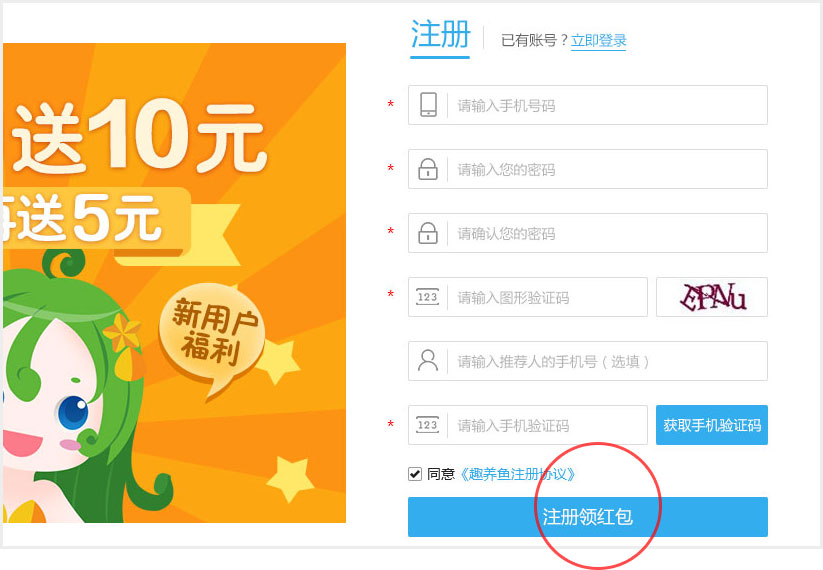 送10元
再送5元
新用户
福利
注册
已有账号？立即登录
* 请输入手机号码
* 请输入您的密码
* 请确认您的密码
* 123 请输入图形验证码
EPNU
请输入推荐人的手机号（选填）
* 123 请输入手机验证码
获取手机验证码
同意《趣养鱼注册协议》
注册领红包